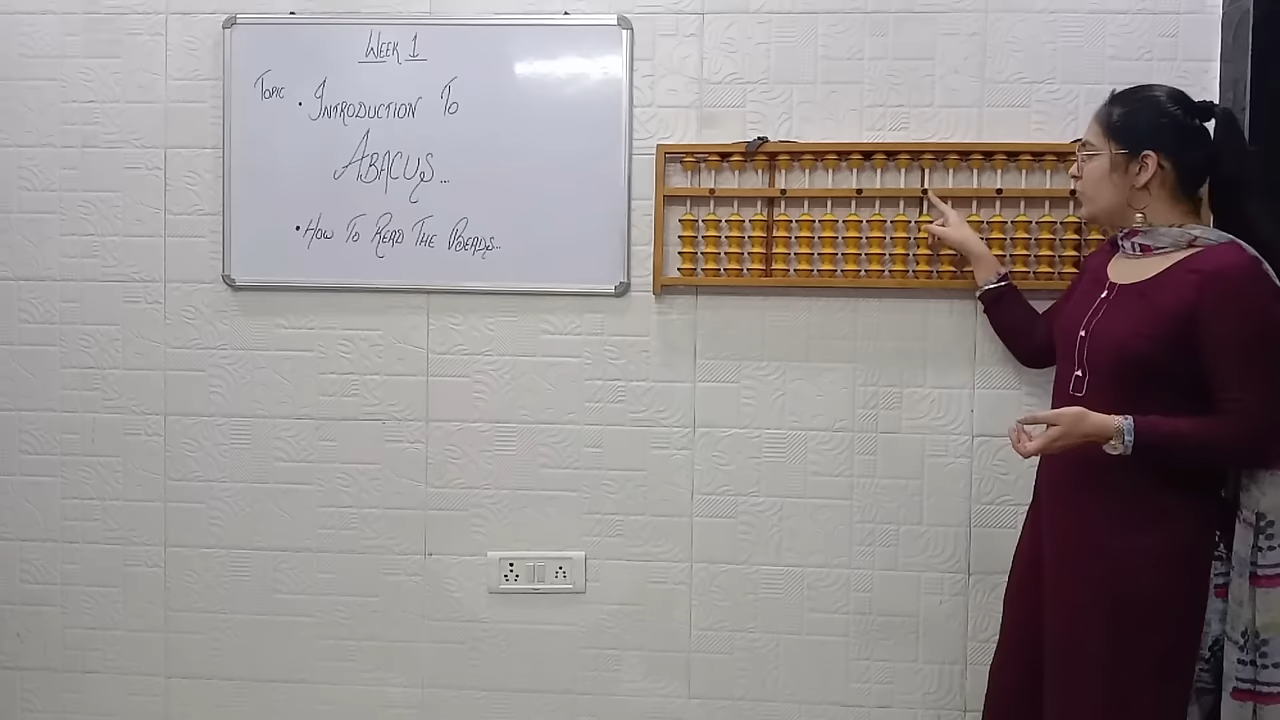 WEEK 1
TOPIC • INTRODUCTION TO
ABACUS...
• HOW TO READ THE BEADS...